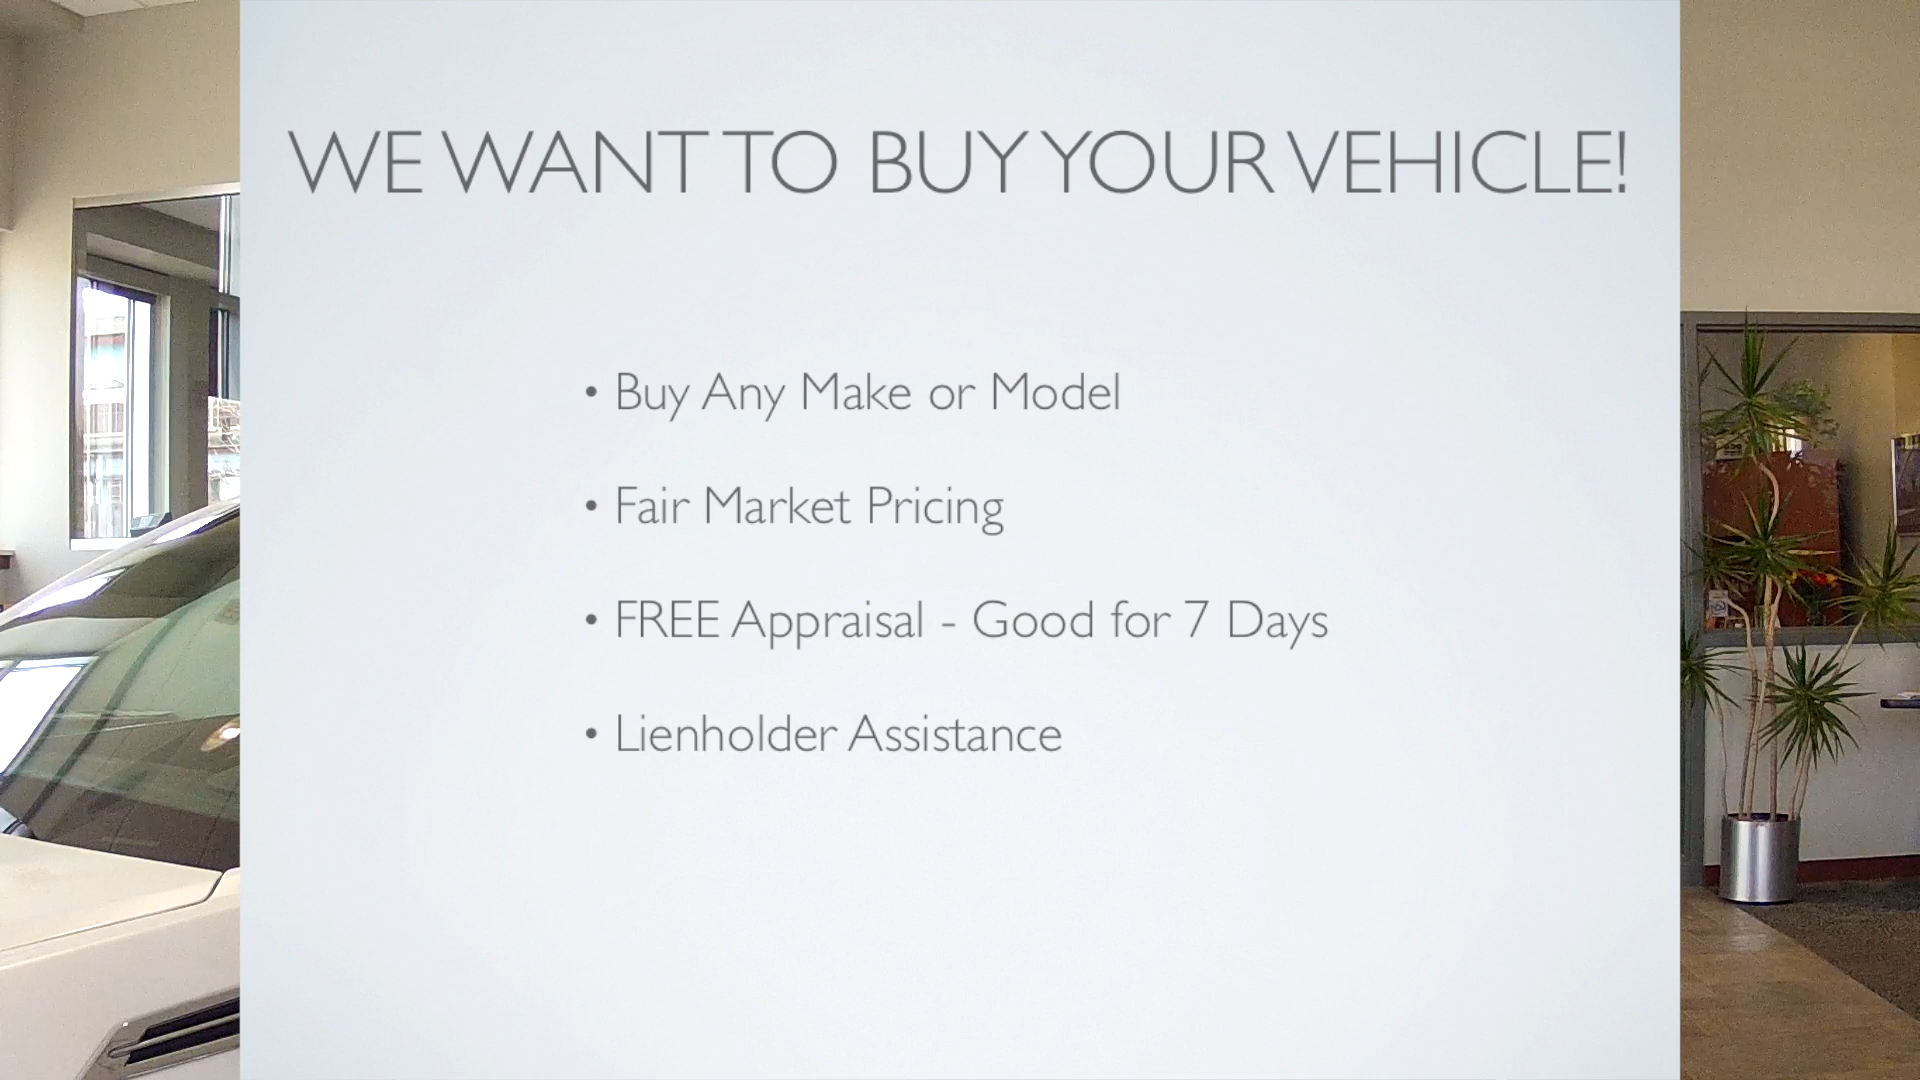 WE WANT TO BUY YOUR VEHICLE!
• Buy Any Make or Model
• Fair Market Pricing
• FREE Appraisal - Good for 7 Days
• Lienholder Assistance